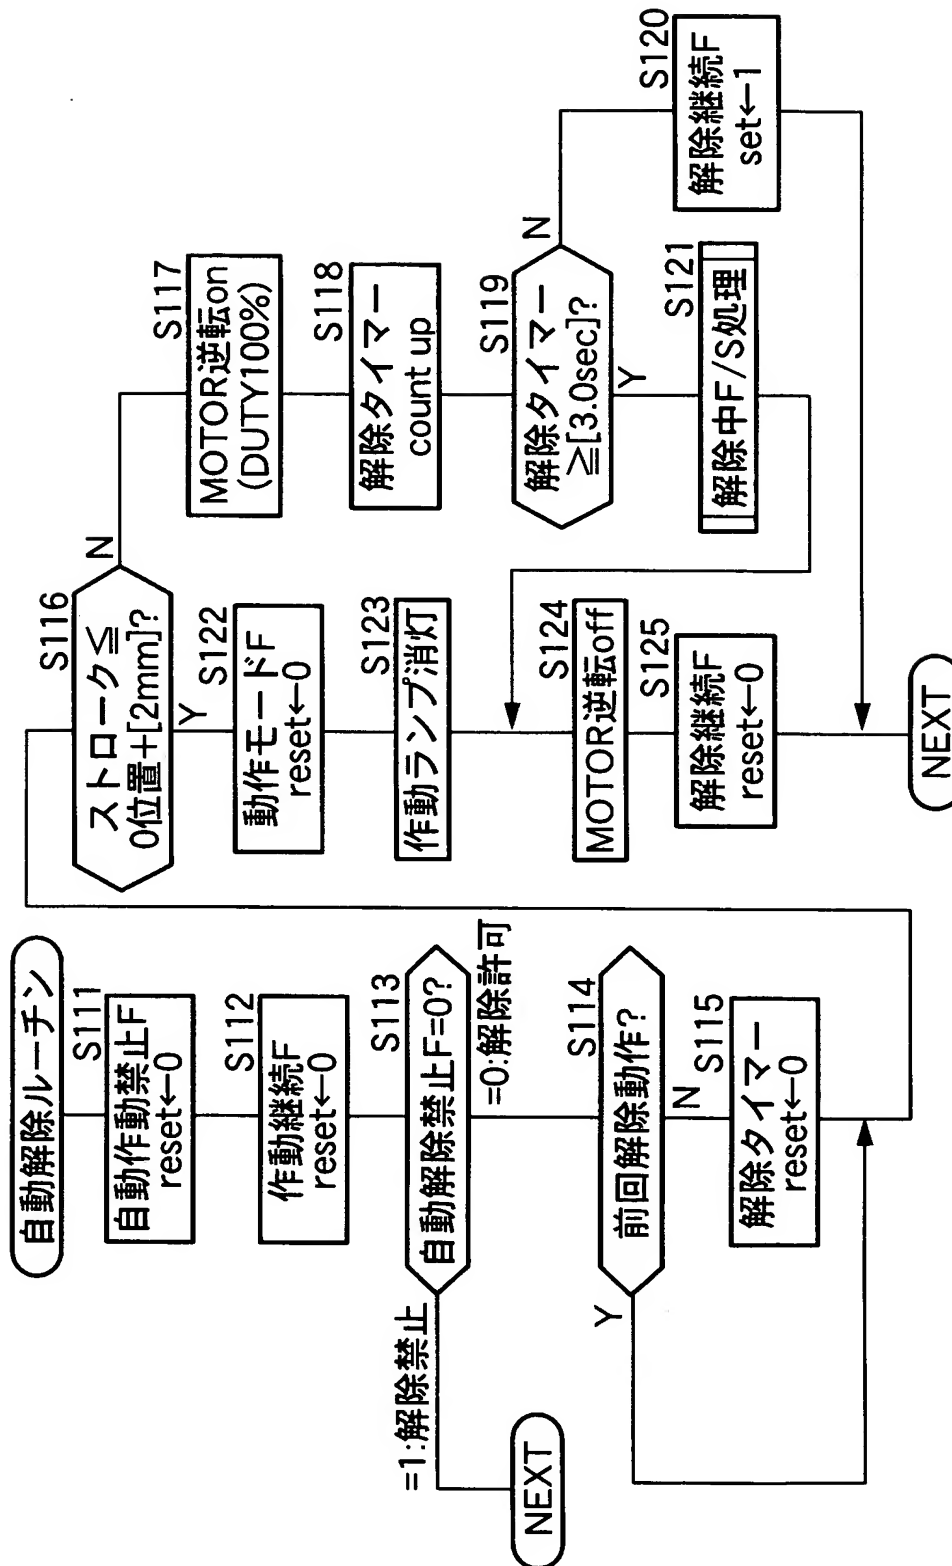 自動解除ルーチン
S111
自動作動禁止F
reset←0
S112
作動継続F
reset←0
S113
自動解除禁止F=0?
=1:解除禁止
NEXT
=0:解除許可
S114
前回解除動作?
Y
N
S115
解除タイマー
reset←0
S116
ストローク≦
0位置+[2mm]?
N
Y
S117
MOTOR逆転on
(DUTY100%)
S118
解除タイマー
count up
S119
解除タイマー
≧[3.0sec]?
N
Y
S120
解除継続F
set←1
S121
解除中F/S処理
S122
動作モードF
reset←0
S123
作動ランプ消灯
S124
MOTOR逆転off
S125
解除継続F
reset←0
NEXT